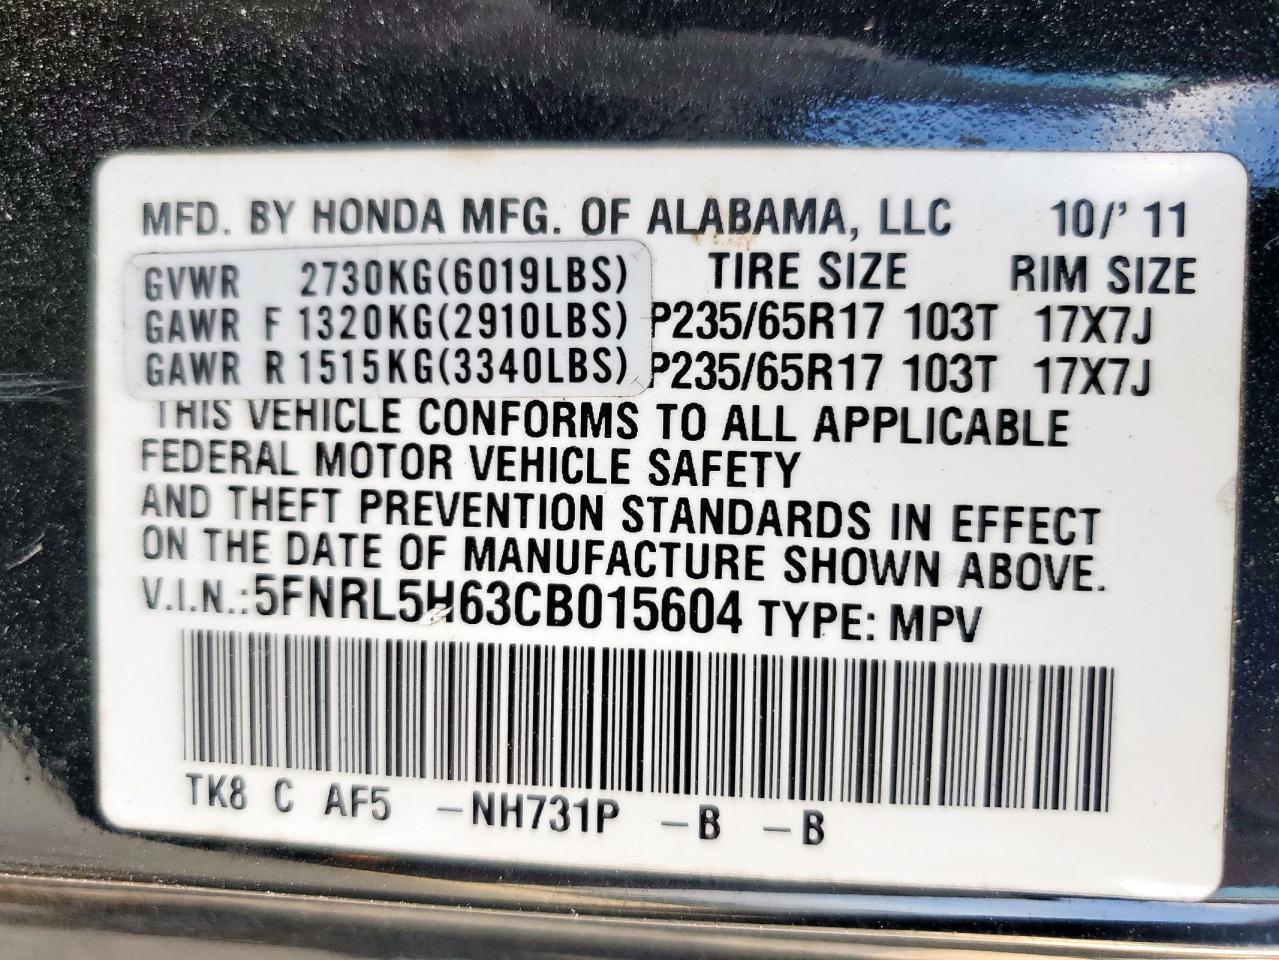 MFD. BY HONDA MFG. OF ALABAMA, LLC 10/' 11
GVWR 2730KG(6019LBS) TIRE SIZE RIM SIZE
GAWR F 1320KG(2910LBS) P235/65R17 103T 17X7J
GAWR R 1515KG(3340LBS) P235/65R17 103T 17X7J
THIS VEHICLE CONFORMS TO ALL APPLICABLE
FEDERAL MOTOR VEHICLE SAFETY
AND THEFT PREVENTION STANDARDS IN EFFECT
ON THE DATE OF MANUFACTURE SHOWN ABOVE.
V.I.N.:5FNRL5H63CB015604 TYPE: MPV
TK8 C AF5 -NH731P -B -B